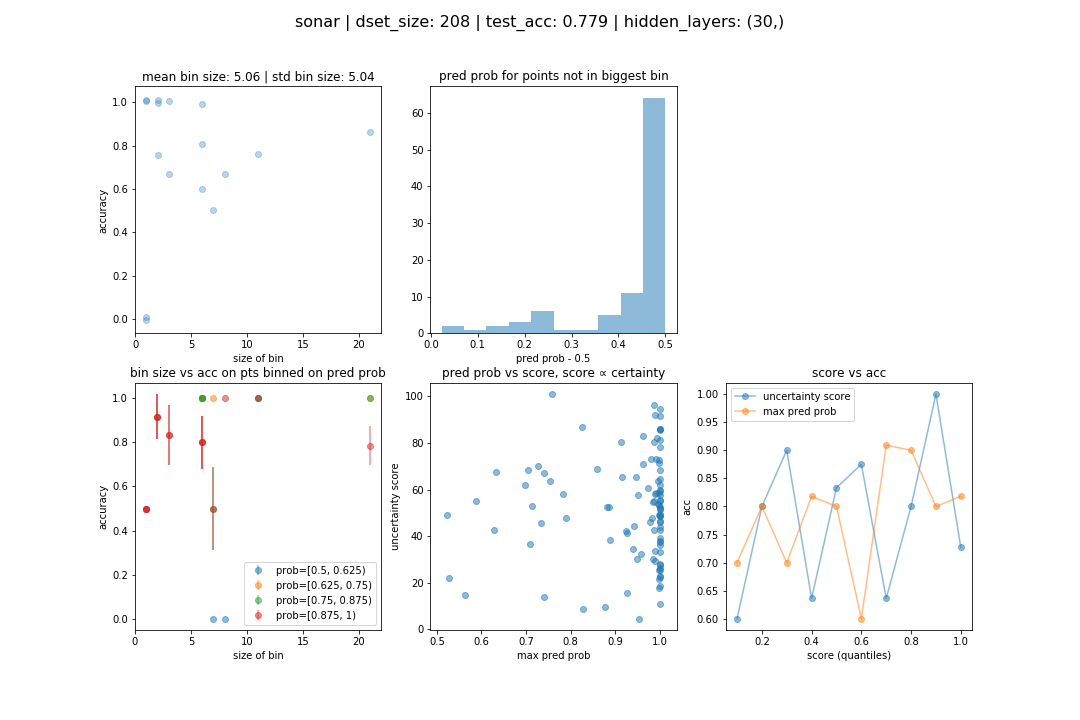 sonar | dset_size: 208 | test_acc: 0.779 | hidden_layers: (30,)
mean bin size: 5.06 | std bin size: 5.04
1.0
0.8
0.6
0.4
0.2
0.0
accuracy
0
5
10
15
20
size of bin
pred prob for points not in biggest bin
60
50
40
30
20
10
0
0.0
0.1
0.2
0.3
0.4
0.5
pred prob - 0.5
bin size vs acc on pts binned on pred prob
1.0
0.8
0.6
0.4
0.2
0.0
accuracy
prob=[0.5, 0.625)
prob=[0.625, 0.75)
prob=[0.75, 0.875)
prob=[0.875, 1)
0
5
10
15
20
size of bin
pred prob vs score, score ∝ certainty
100
80
60
40
20
0
uncertainty score
0.5
0.6
0.7
0.8
0.9
1.0
max pred prob
score vs acc
uncertainty score
max pred prob
1.00
0.95
0.90
0.85
0.80
0.75
0.70
0.65
0.60
acc
0.2
0.4
0.6
0.8
1.0
score (quantiles)